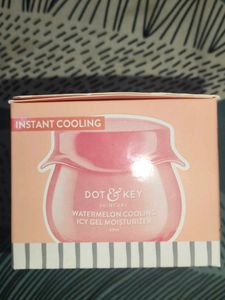 INSTANT COOLING
DOT & KEY
SKINCARE
WATERMELON COOLING
ICY GEL MOISTURIZER